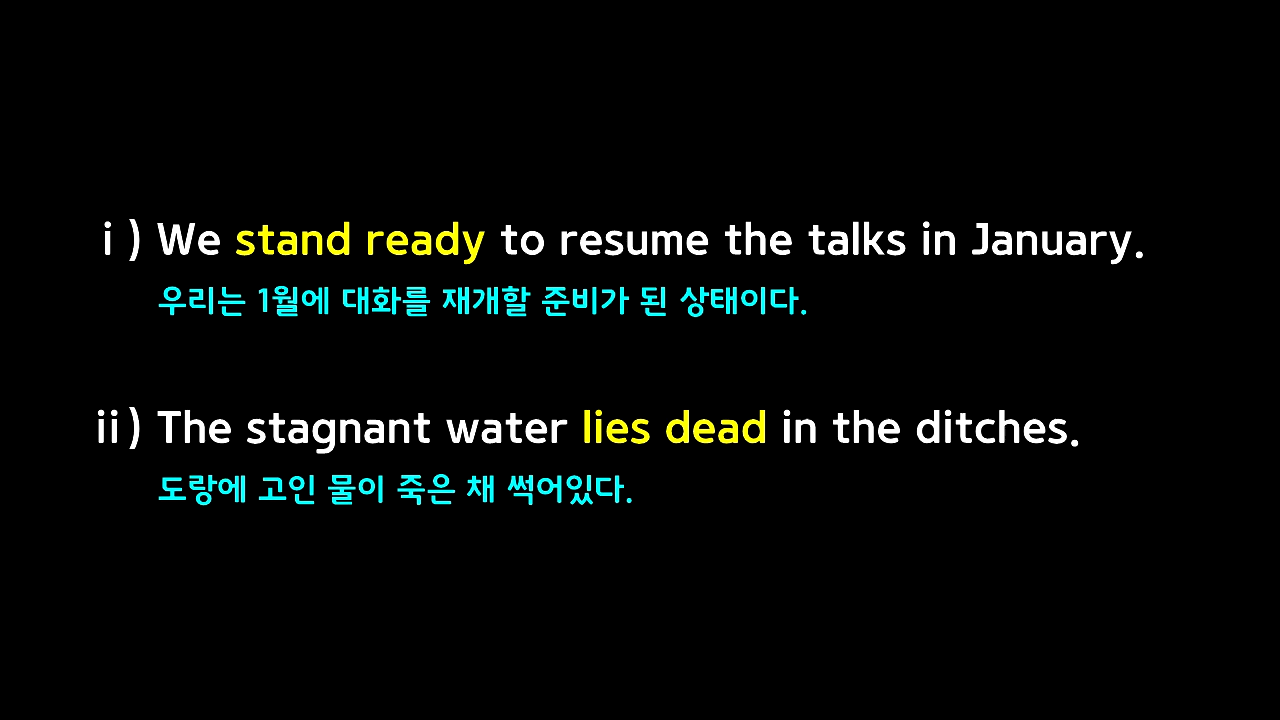 i ) We stand ready to resume the talks in January.
우리는 1월에 대화를 재개할 준비가 된 상태이다.
ii ) The stagnant water lies dead in the ditches.
도랑에 고인 물이 죽은 채 썩어있다.